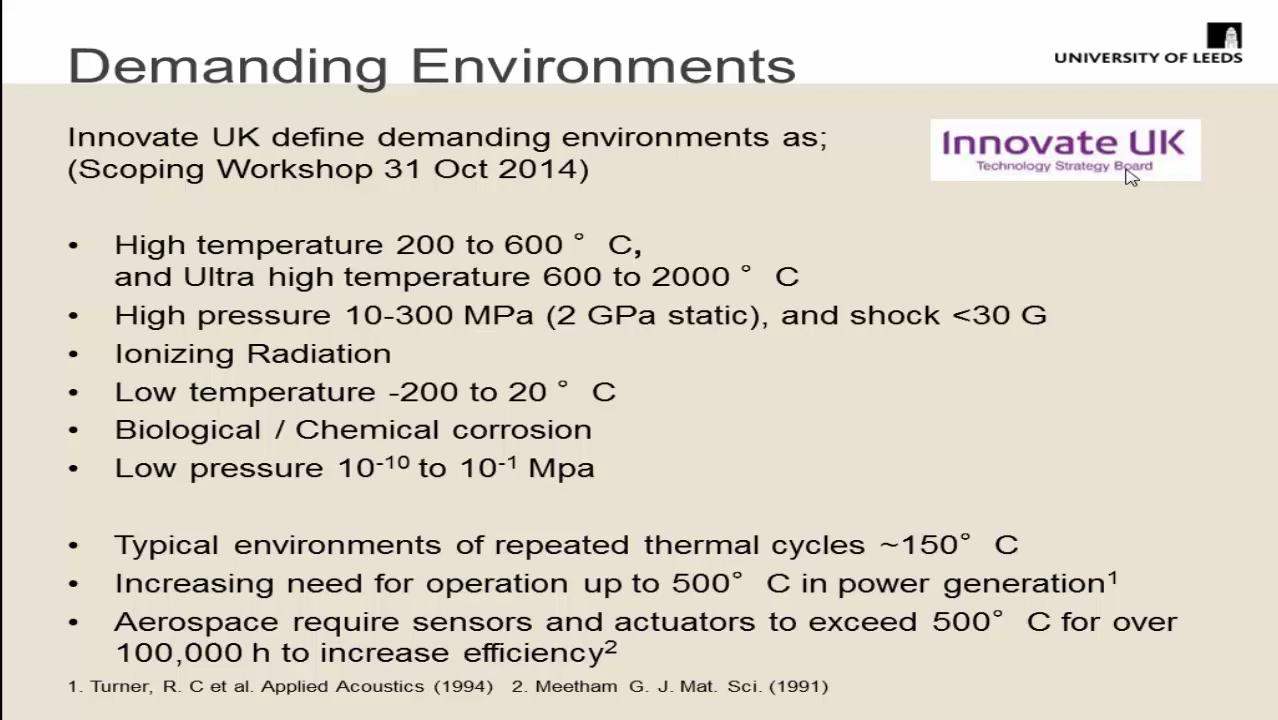 Demanding Environments
UNIVERSITY OF LEEDS
Innovate UK define demanding environments as;
(Scoping Workshop 31 Oct 2014)
Innovate UK
Technology Strategy Board
• High temperature 200 to 600 ° C,
and Ultra high temperature 600 to 2000 ° C
• High pressure 10-300 MPa (2 GPa static), and shock <30 G
• Ionizing Radiation
• Low temperature -200 to 20 ° C
• Biological / Chemical corrosion
• Low pressure 10⁻¹⁰ to 10⁻¹ Mpa
• Typical environments of repeated thermal cycles ~150° C
• Increasing need for operation up to 500° C in power generation¹
• Aerospace require sensors and actuators to exceed 500° C for over
100,000 h to increase efficiency²
1. Turner, R. C et al. Applied Acoustics (1994) 2. Meetham G. J. Mat. Sci. (1991)